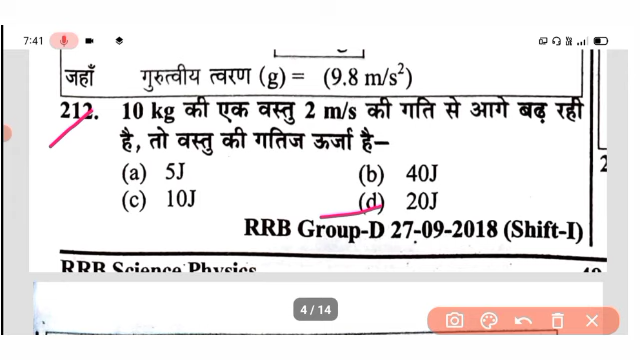 7:41
जहाँ गुरुत्वीय त्वरण (g) = (9.8 m/s²)
212. 10 kg की एक वस्तु 2 m/s की गति से आगे बढ़ रही
है, तो वस्तु की गतिज ऊर्जा है–
(a) 5J (b) 40J
(c) 10J (d) 20J
RRB Group-D 27-09-2018 (Shift-I)
RRB Science Physics 
4 / 14